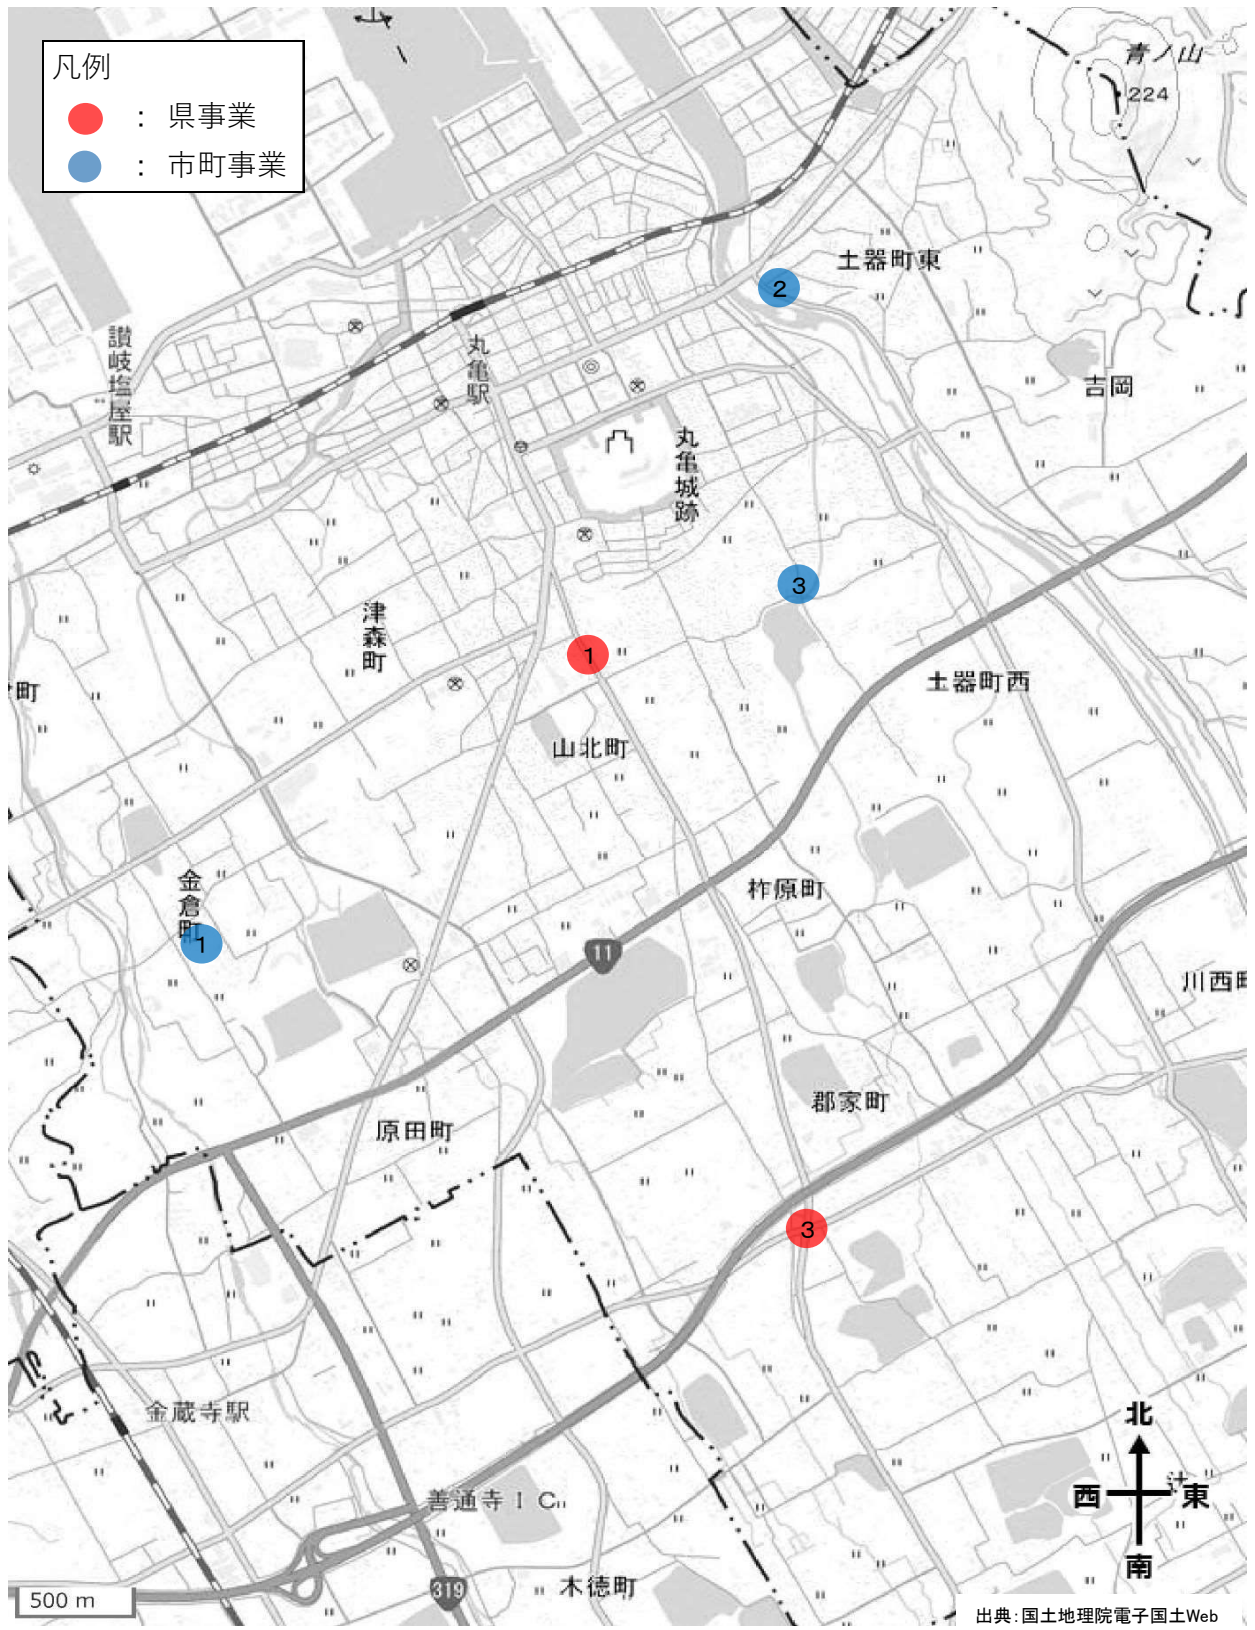 凡例
： 県事業
： 市町事業
青ノ山
224
土器町東
2
讃岐塩屋駅
丸亀駅
吉岡
丸亀城跡
3
津森町
1
土器町西
町
山北町
金倉町
1
柞原町
11
川西町
郡家町
原田町
3
金蔵寺駅
北
西
東
南
善通寺ＩＣ
319
木徳町
500 m
出典：国土地理院電子国土Web